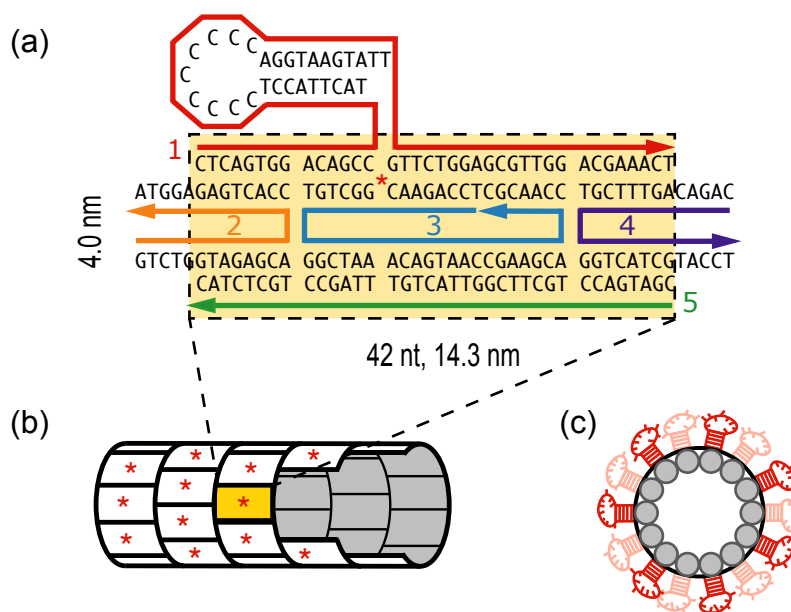 (a)
C C C C C C C C C C
AGGTAAGTATT
TCCATTCAT
1
CTCAGTGG ACAGCC GTTCTGGAGCGTTGG ACGAAACT
*
ATGGAGAGTCACC TGTCGG CAAGACCTCGCAACC TGCTTTGACAGAC
4.0 nm
2 3 4
GTCTGGTAGAGCA GGCTAA ACAGTAACCGAAGCA GGTCATCGTACCT
CATCTCGT CCGATT TGTCATTGGCTTCGT CCAGTAGC
5
42 nt, 14.3 nm
(b)
* * * * * * * * * * *
(c)